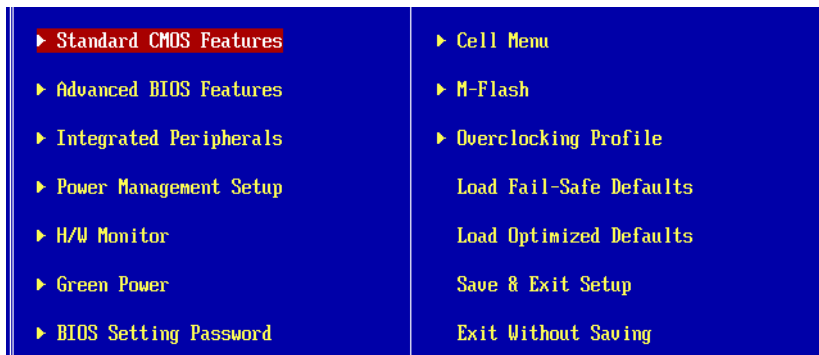 Standard CMOS Features
Advanced BIOS Features
Integrated Peripherals
Power Management Setup
H/W Monitor
Green Power
BIOS Setting Password
Cell Menu
M-Flash
Overclocking Profile
Load Fail-Safe Defaults
Load Optimized Defaults
Save & Exit Setup
Exit Without Saving